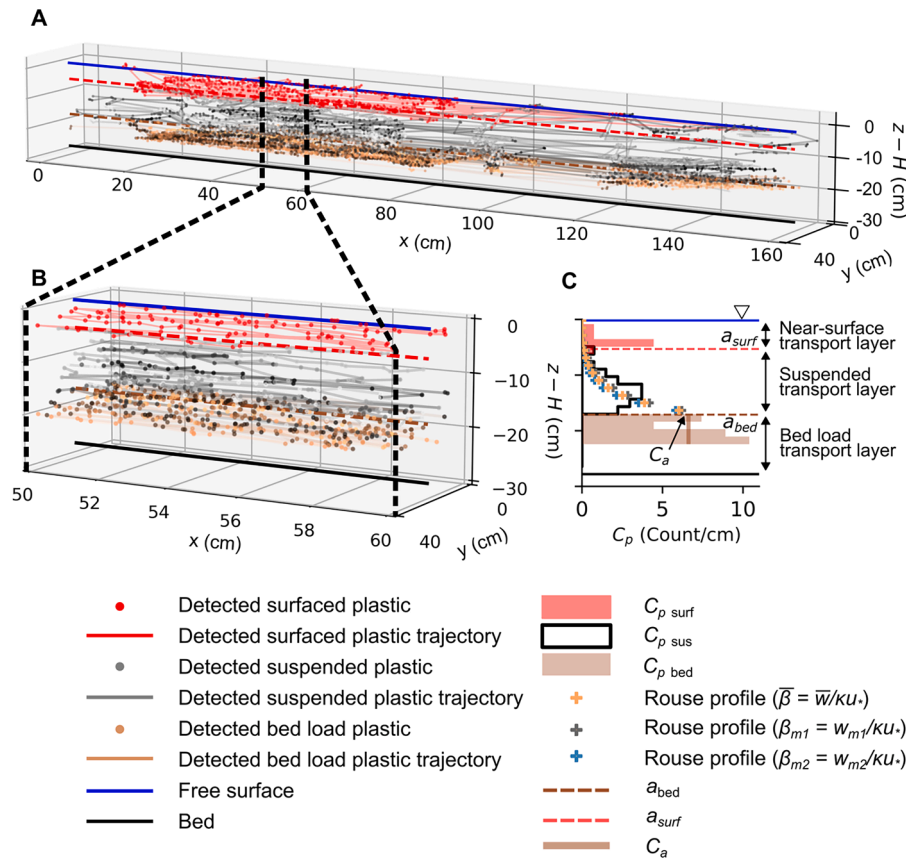 A
0
−10
−20
−30
z − H (cm)
0
20
40
60
80
100
120
140
160
x (cm)
0
40
y (cm)
B
0
−10
−20
−30
z − H (cm)
50
52
54
56
58
60
x (cm)
0
40
y (cm)
C
a_surf
Near-surface
transport layer
Suspended
transport layer
a_bed
Bed load
transport layer
C_a
0
5
10
C_p (Count/cm)
Detected surfaced plastic
Detected surfaced plastic trajectory
Detected suspended plastic
Detected suspended plastic trajectory
Detected bed load plastic
Detected bed load plastic trajectory
Free surface
Bed
C_p surf
C_p sus
C_p bed
Rouse profile (β̅ = w̅/κu*)
Rouse profile (β_m1 = w_m1/κu*)
Rouse profile (β_m2 = w_m2/κu*)
a_bed
a_surf
C_a